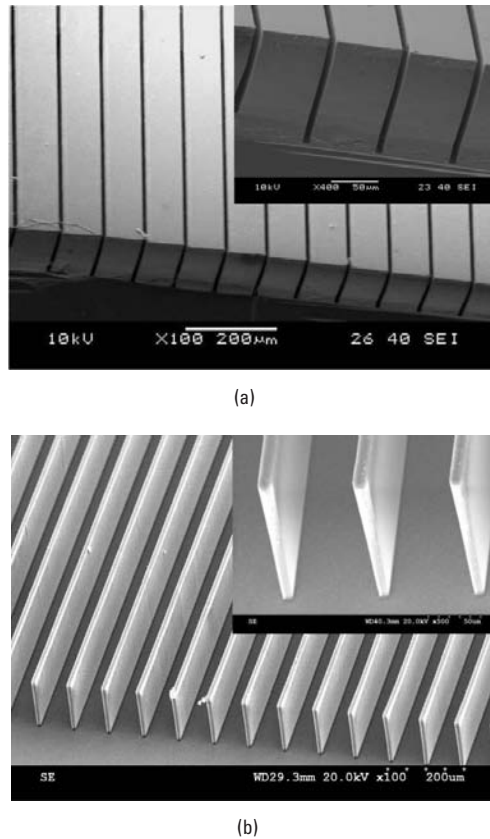 10kV X400 50μm 23 40 SEI
10kV X100 200μm 26 40 SEI
(a)
SE WD40.3mm 20.0kV x500 50um
SE WD29.3mm 20.0kV x100 200um
(b)